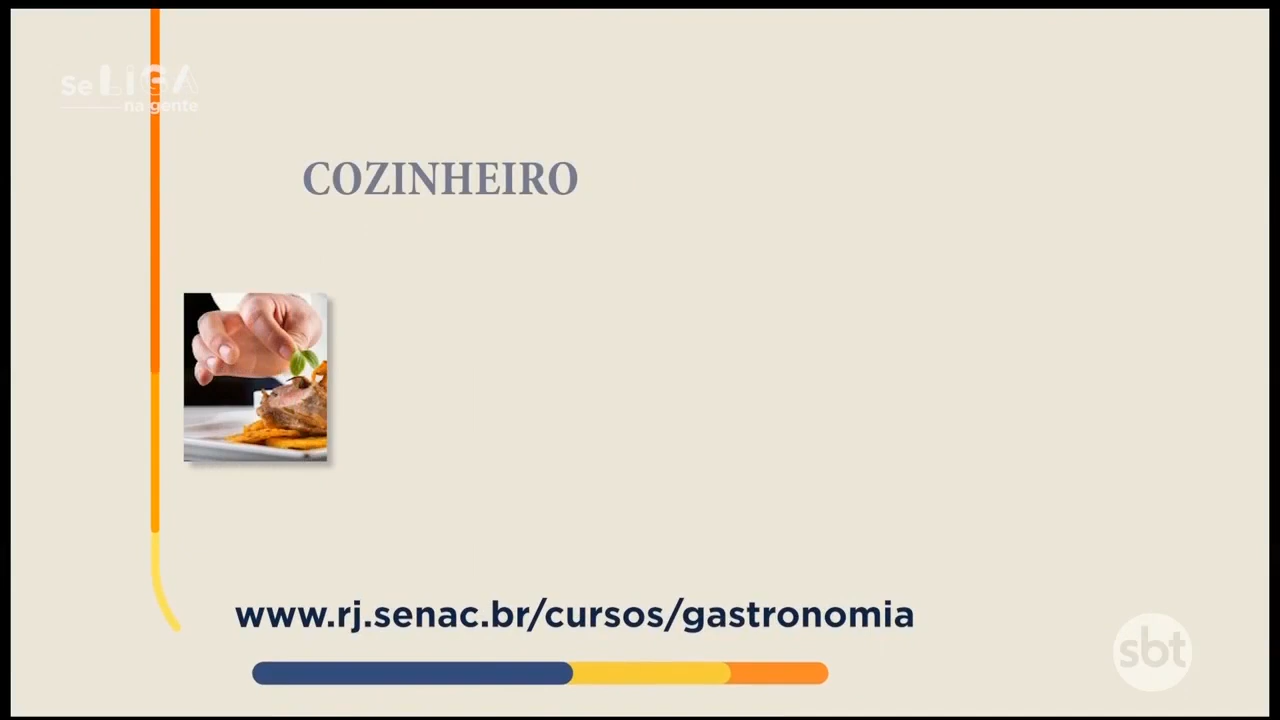 Se LIGA
na gente
COZINHEIRO
www.rj.senac.br/cursos/gastronomia
sbt